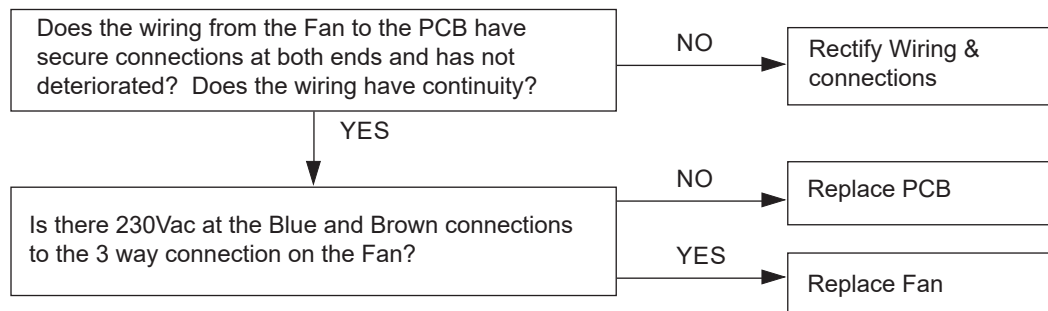 Does the wiring from the Fan to the PCB have
secure connections at both ends and has not
deteriorated? Does the wiring have continuity?
NO
Rectify Wiring &
connections
YES
Is there 230Vac at the Blue and Brown connections
to the 3 way connection on the Fan?
NO
Replace PCB
YES
Replace Fan